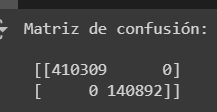 Matriz de confusión:
[[410309 0]
[ 0 140892]]